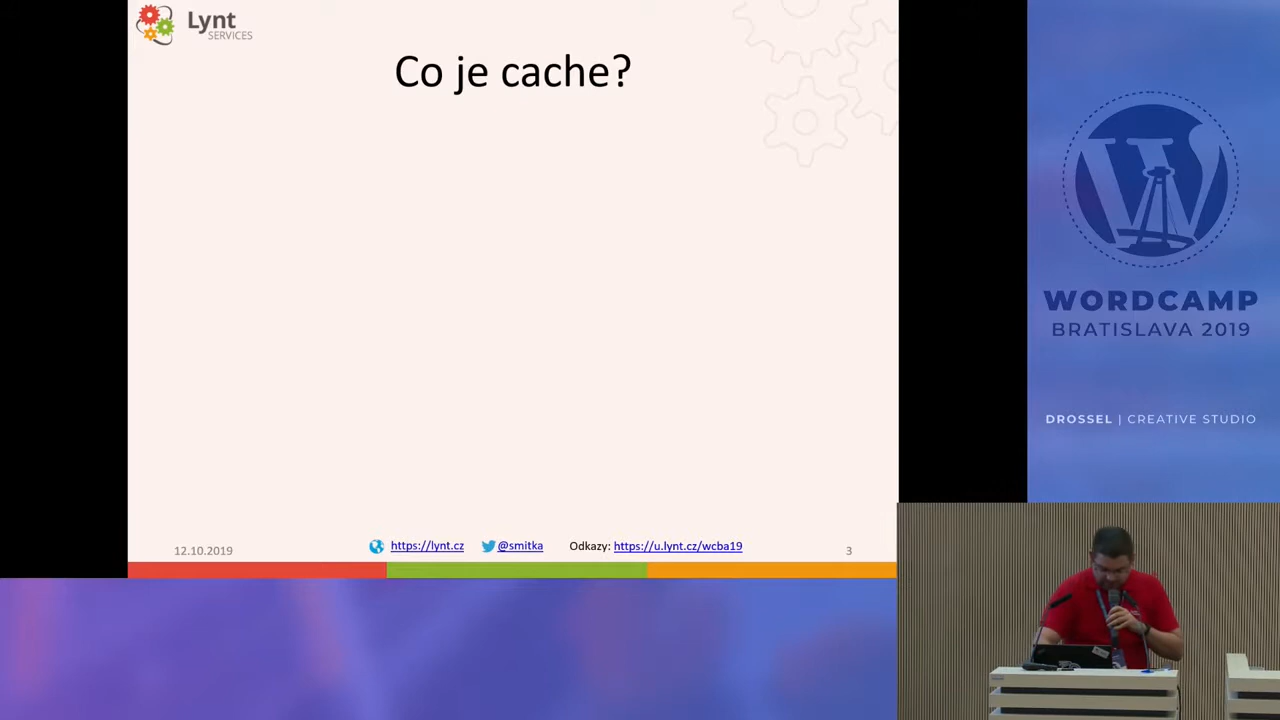 Lynt
SERVICES
Co je cache?
12.10.2019
https://lynt.cz
@smitka
Odkazy: https://u.lynt.cz/wcba19
3
WORDCAMP
BRATISLAVA 2019
DROSSEL | CREATIVE STUDIO